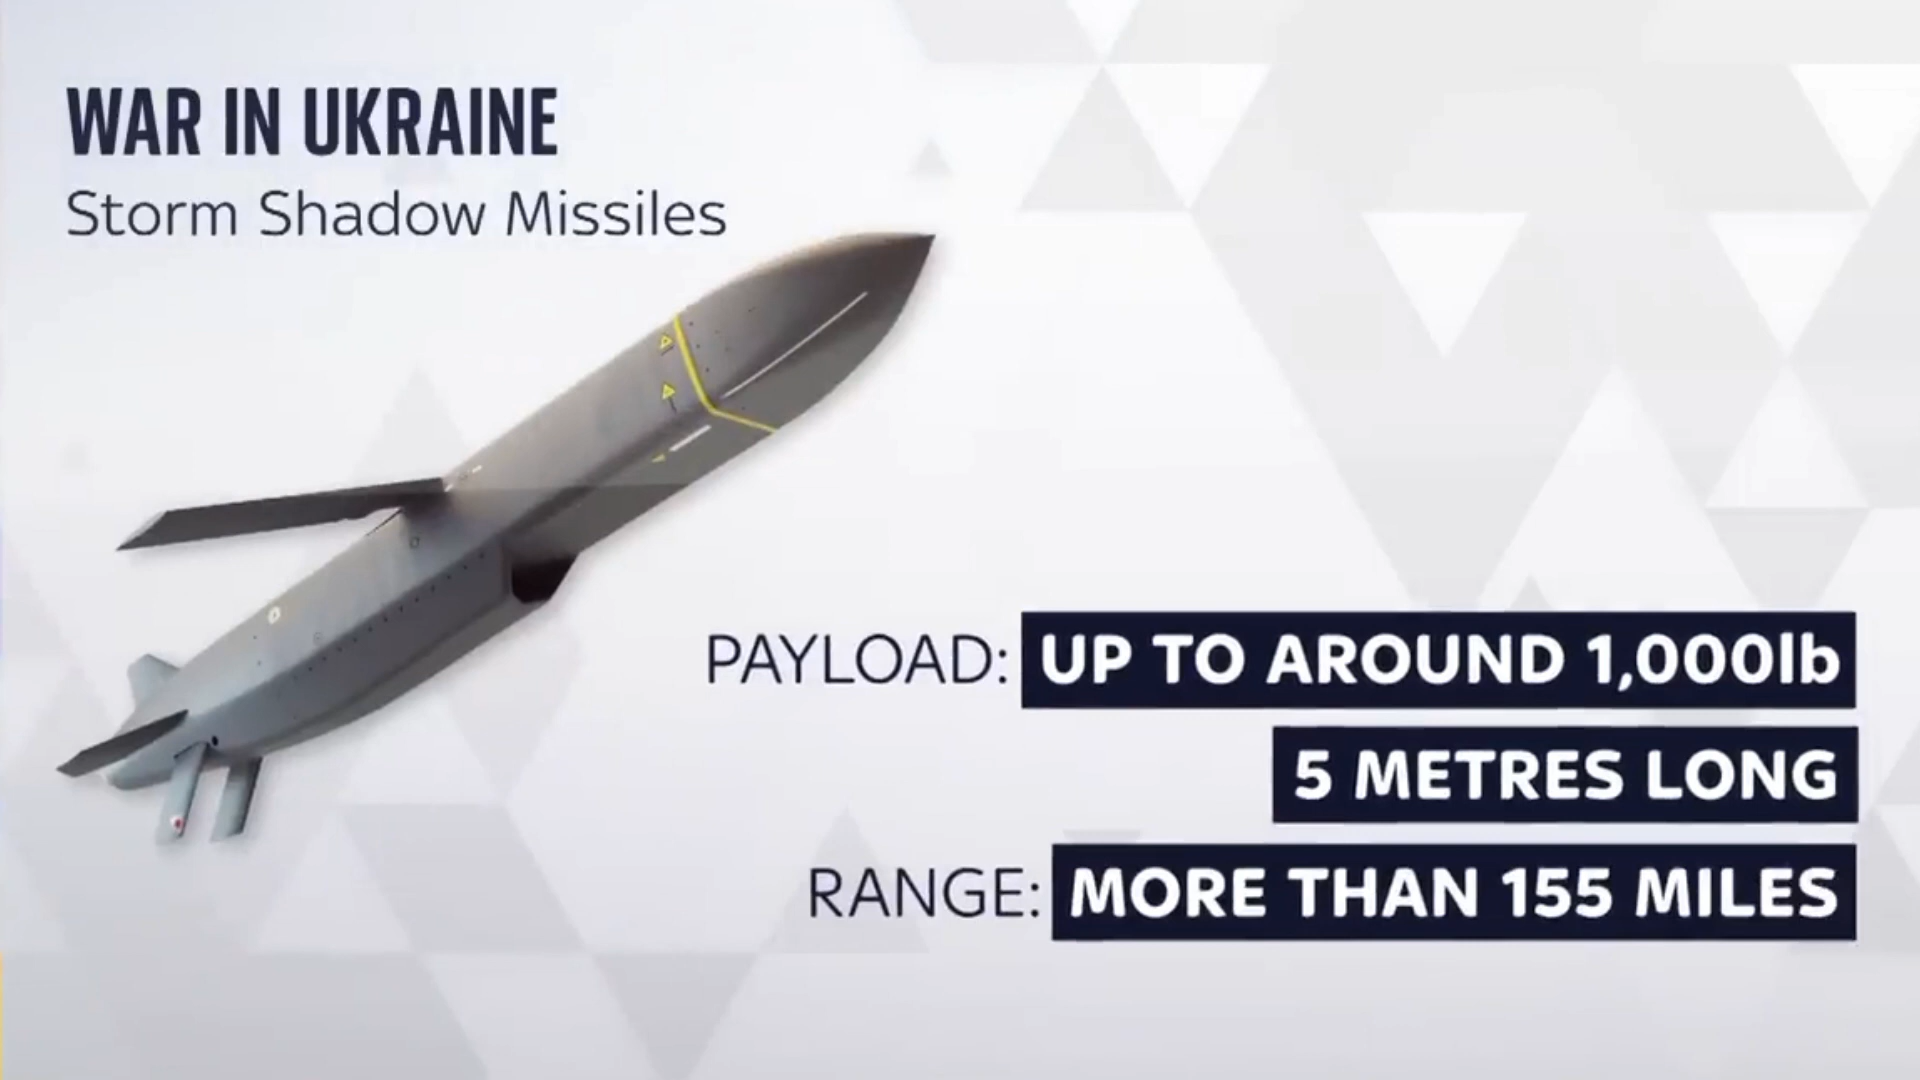 WAR IN UKRAINE
Storm Shadow Missiles
PAYLOAD: UP TO AROUND 1,000lb
5 METRES LONG
RANGE: MORE THAN 155 MILES